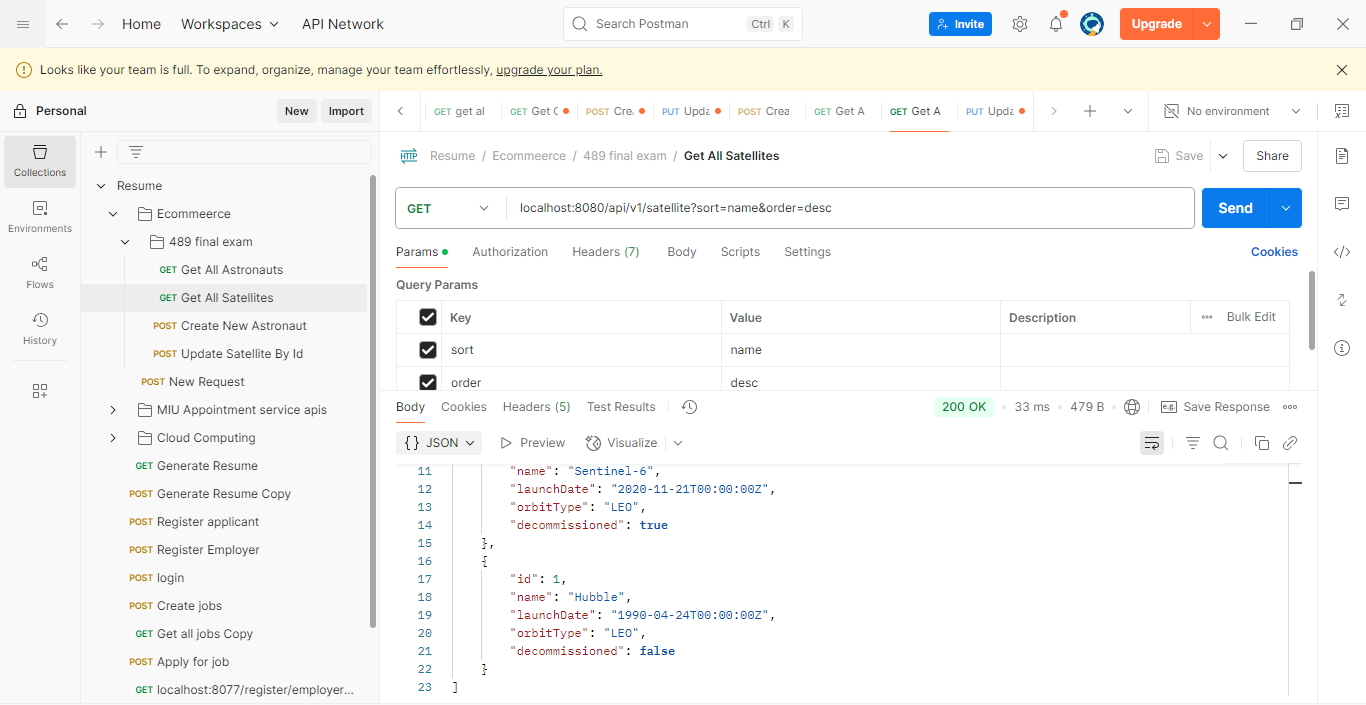 Home Workspaces API Network Search Postman Ctrl K Invite Upgrade
Looks like your team is full. To expand, organize, manage your team effortlessly, upgrade your plan.
Personal New Import
GET get al GET Get C POST Cre. PUT Upda POST Crea GET Get A GET Get A PUT Upda No environment
Collections
Environments
Flows
History
Resume
Ecommeerce
489 final exam
GET Get All Astronauts
GET Get All Satellites
POST Create New Astronaut
POST Update Satellite By Id
POST New Request
MIU Appointment service apis
Cloud Computing
GET Generate Resume
POST Generate Resume Copy
POST Register applicant
POST Register Employer
POST login
POST Create jobs
GET Get all jobs Copy
POST Apply for job
GET localhost:8077/register/employer...
HTTP Resume / Ecommeerce / 489 final exam / Get All Satellites Save Share
GET localhost:8080/api/v1/satellite?sort=name&order=desc Send
Params Authorization Headers (7) Body Scripts Settings Cookies
Query Params
Key Value Description Bulk Edit
sort name
order desc
Body Cookies Headers (5) Test Results 200 OK 33 ms 479 B e.g. Save Response
{} JSON Preview Visualize
11 "name": "Sentinel-6",
12 "launchDate": "2020-11-21T00:00:00Z",
13 "orbitType": "LEO",
14 "decommissioned": true
15 },
16 {
17 "id": 1,
18 "name": "Hubble",
19 "launchDate": "1990-04-24T00:00:00Z",
20 "orbitType": "LEO",
21 "decommissioned": false
22 }
23 ]